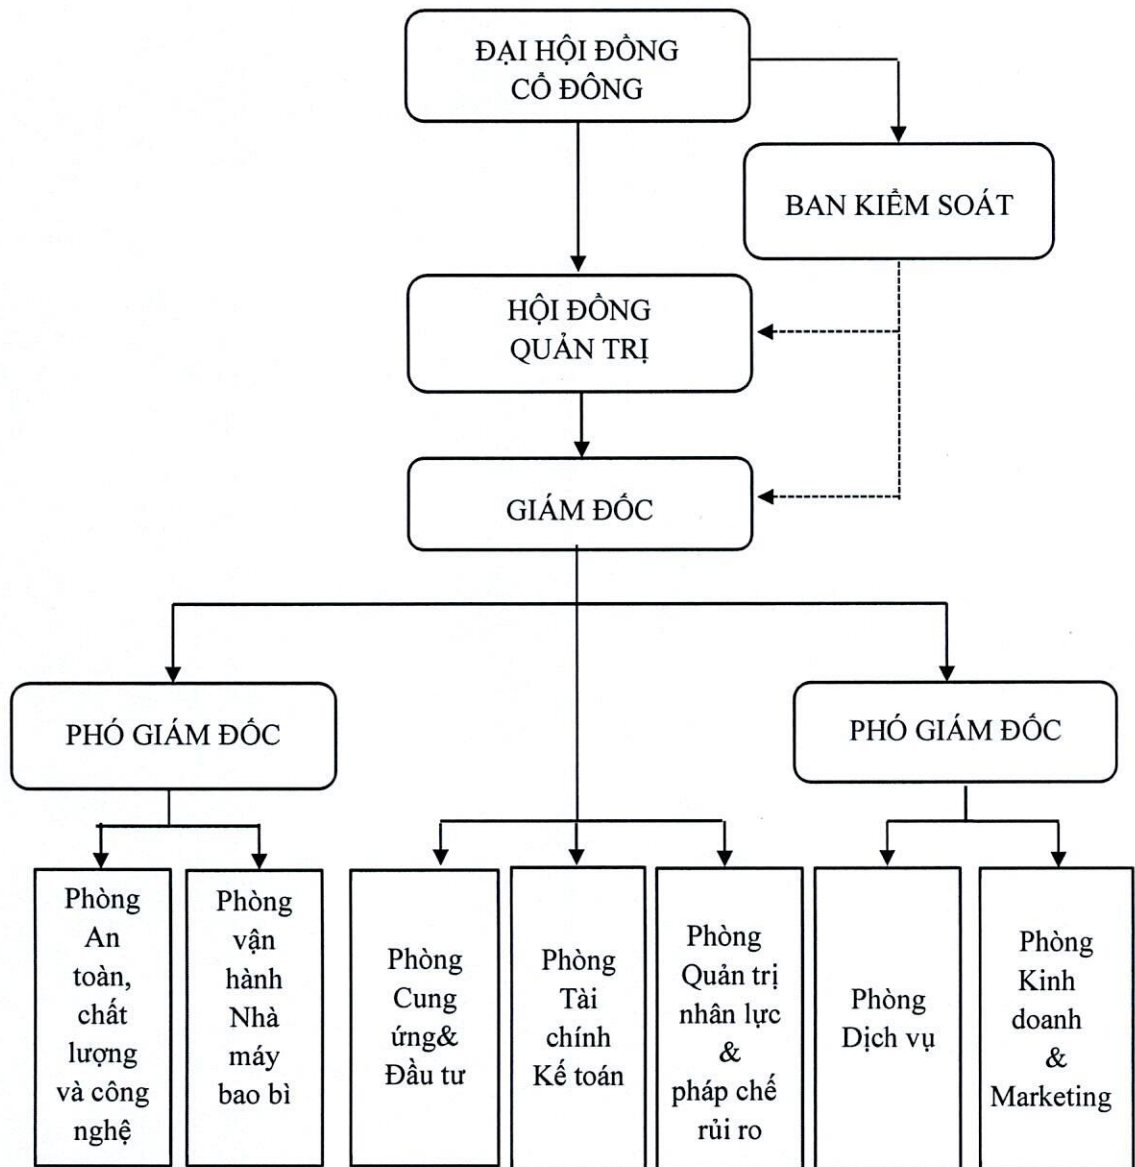 ĐẠI HỘI ĐỒNG
CỔ ĐÔNG
BAN KIỂM SOÁT
HỘI ĐỒNG
QUẢN TRỊ
GIÁM ĐỐC
PHÓ GIÁM ĐỐC
PHÓ GIÁM ĐỐC
Phòng
An
toàn,
chất
lượng
và công
nghệ
Phòng
vận
hành
Nhà
máy
bao bì
Phòng
Cung
ứng&
Đầu tư
Phòng
Tài
chính
Kế toán
Phòng
Quản trị
nhân lực
&
pháp chế
rủi ro
Phòng
Dịch vụ
Phòng
Kinh
doanh
&
Marketing